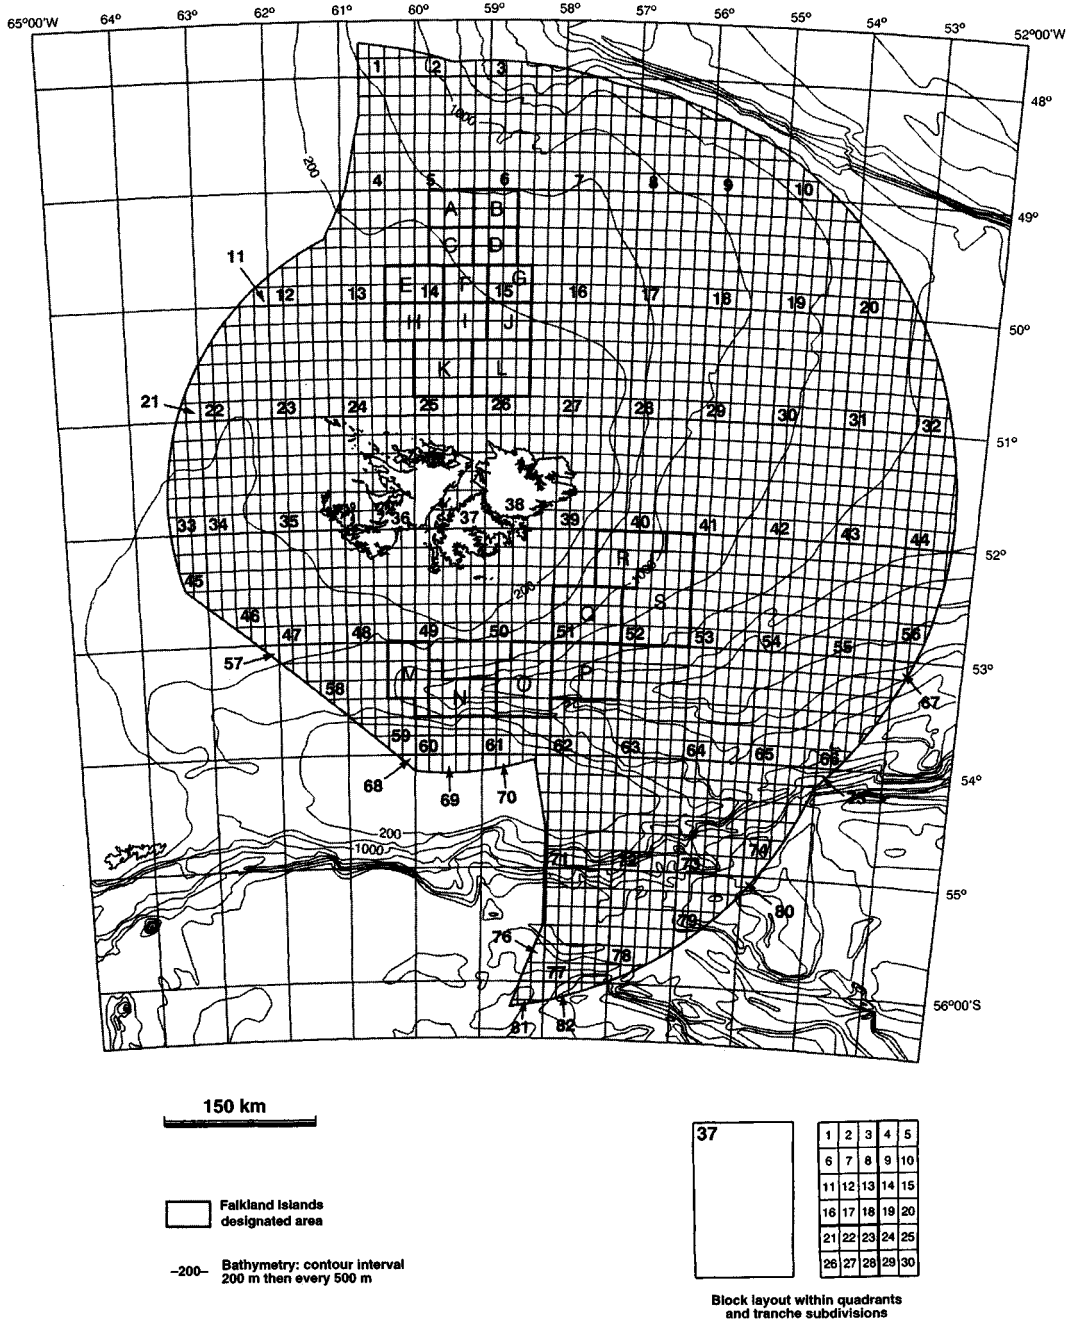 65°00'W 64° 63° 62° 61° 60° 59° 58° 57° 56° 55° 54° 53° 52°00'W
1 2 3
48°
1000
200
4 5 6 7 8 9 10
49°
A B
C D
11
E F G
12 13 14 15 16 17 18 19 20
H I J
50°
K L
21
22 23 24 25 26 27 28 29 30 31 32
51°
38
33 34 35 36 37 39 40 41 42 43 44
52°
R
1000
45
200
S
Q
46
47 48 49 50 51 52 53 54 55 56
57
53°
M N O P
58
67
59 60 61 62 63 64 65 66
68 69 70
54°
75
200
1000
71 72 73 74
55°
80
79
76
78
77
56°00'S
81 82
150 km
Falkland Islands
designated area
–200– Bathymetry: contour interval
200 m then every 500 m
37
1 2 3 4 5
6 7 8 9 10
11 12 13 14 15
16 17 18 19 20
21 22 23 24 25
26 27 28 29 30
Block layout within quadrants
and tranche subdivisions